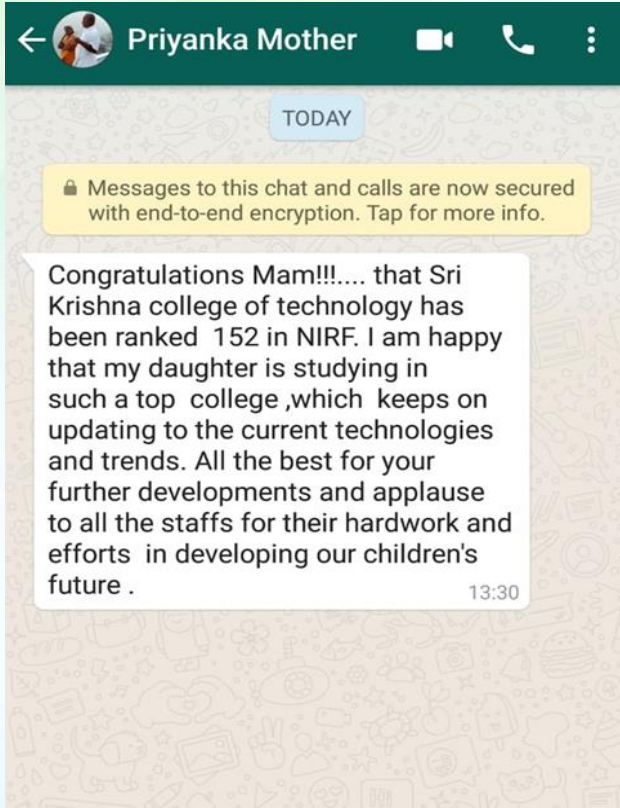 Priyanka Mother
TODAY
Messages to this chat and calls are now secured
with end-to-end encryption. Tap for more info.
Congratulations Mam!!!.... that Sri
Krishna college of technology has
been ranked  152 in NIRF. I am happy
that my daughter is studying in
such a top  college ,which  keeps on
updating to the current technologies
and trends. All the best for your
further developments and applause
to all the staffs for their hardwork and
efforts  in developing our children's
future .
13:30